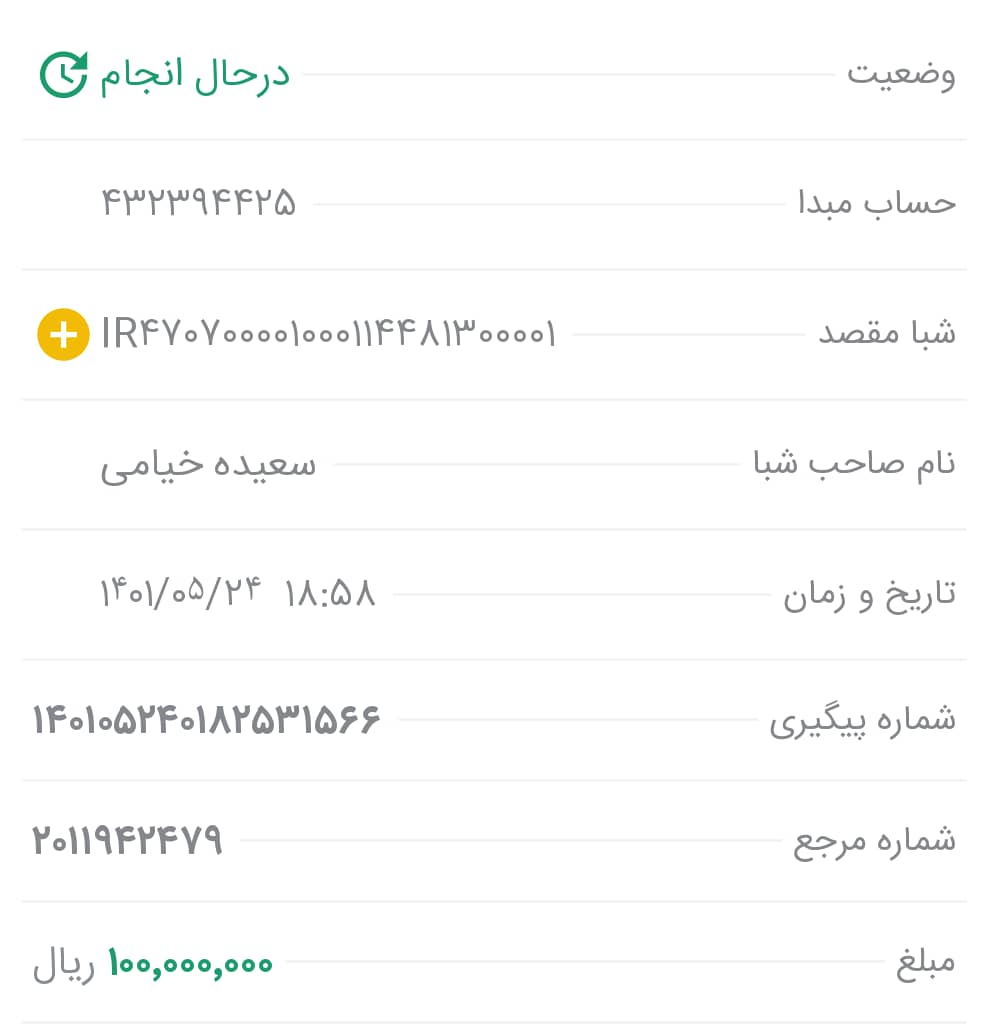 وضعیت درحال انجام
حساب مبدا ۴۳۲۳۹۴۴۲۵
شبا مقصد IR۴۷۰۷۰۰۰۰۱۰۰۰۱۱۴۴۸۱۳۰۰۰۰۱
نام صاحب شبا سعیده خیامی
تاریخ و زمان ۱۴۰۱/۰۵/۲۴ ۱۸:۵۸
شماره پیگیری ۱۴۰۱۰۵۲۴۰۱۸۲۵۳۱۵۶۶
شماره مرجع ۲۰۱۱۹۴۲۴۷۹
مبلغ ۱۰۰,۰۰۰,۰۰۰ ریال